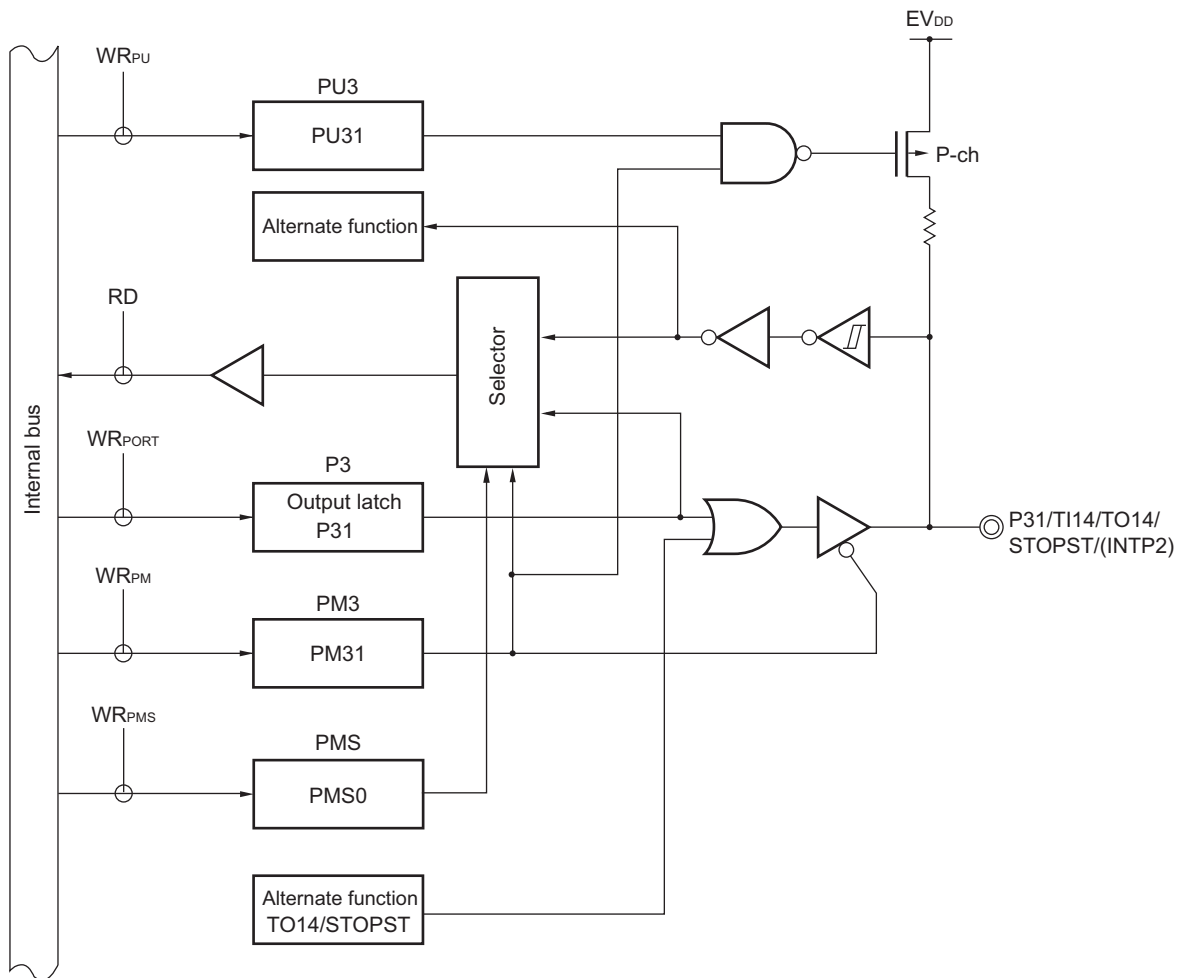 EVDD
WRPU
PU3
PU31
P-ch
Alternate function
RD
Selector
Internal bus
WRPORT
P3
Output latch
P31
P31/TI14/TO14/
STOPST/(INTP2)
WRPM
PM3
PM31
WRPMS
PMS
PMS0
Alternate function
TO14/STOPST